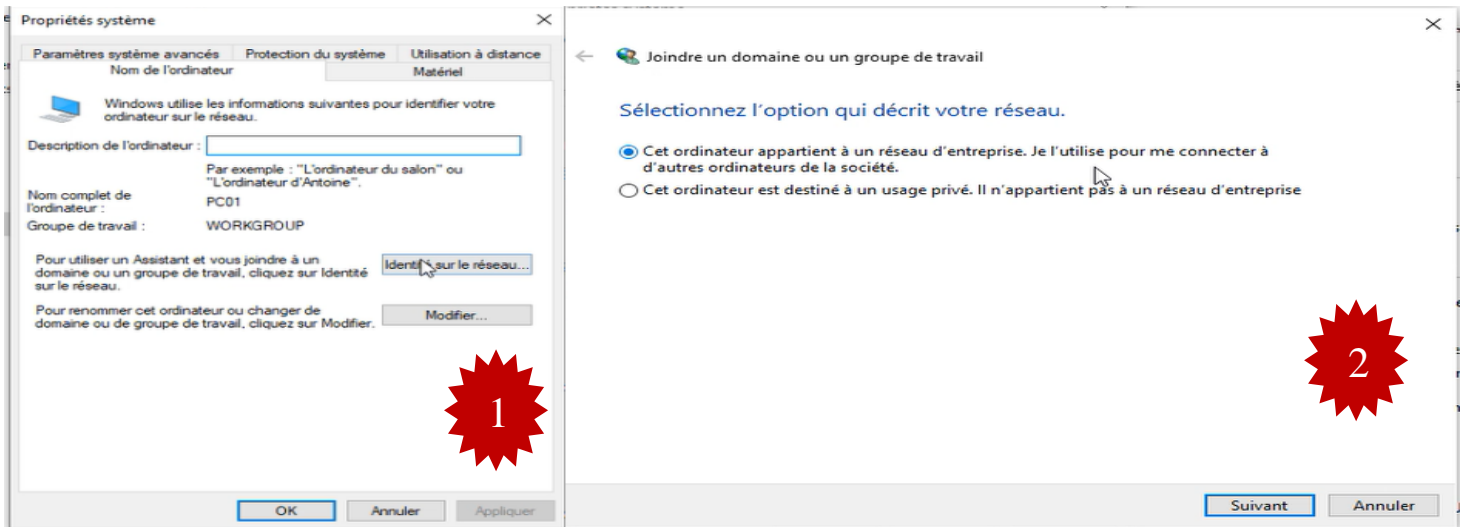 Propriétés système
Paramètres système avancés Protection du système Utilisation à distance
Nom de l'ordinateur Matériel
Windows utilise les informations suivantes pour identifier votre
ordinateur sur le réseau.
Description de l'ordinateur :
Par exemple : "L'ordinateur du salon" ou
"L'ordinateur d'Antoine".
Nom complet de
l'ordinateur :
PC01
Groupe de travail : WORKGROUP
Pour utiliser un Assistant et vous joindre à un
domaine ou un groupe de travail, cliquez sur Identité
sur le réseau.
Identité sur le réseau...
Pour renommer cet ordinateur ou changer de
domaine ou de groupe de travail, cliquez sur Modifier.
Modifier...
1
OK Annuler Appliquer
Joindre un domaine ou un groupe de travail
Sélectionnez l'option qui décrit votre réseau.
Cet ordinateur appartient à un réseau d'entreprise. Je l'utilise pour me connecter à
d'autres ordinateurs de la société.
Cet ordinateur est destiné à un usage privé. Il n'appartient pas à un réseau d'entreprise
2
Suivant Annuler